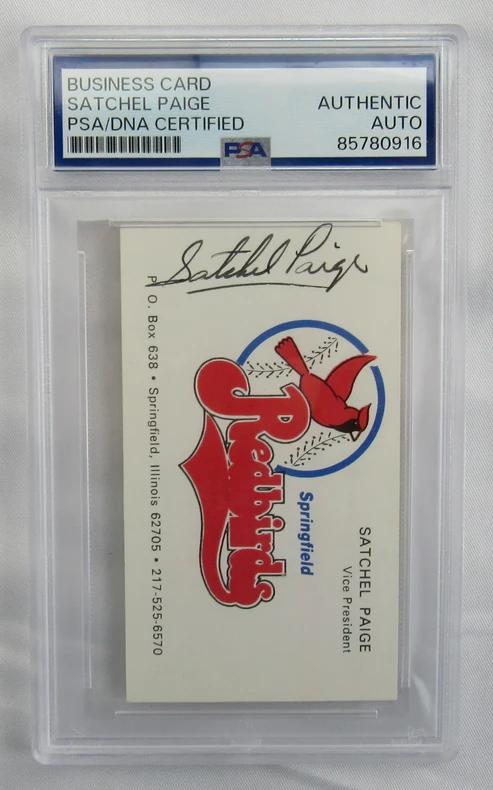 BUSINESS CARD
SATCHEL PAIGE
PSA/DNA CERTIFIED
AUTHENTIC
AUTO
85780916
PSA
Satchel Paige
SATCHEL PAIGE
Vice President
Springfield
Redbirds
P. O. Box 638 • Springfield, Illinois 62705 • 217-525-6570